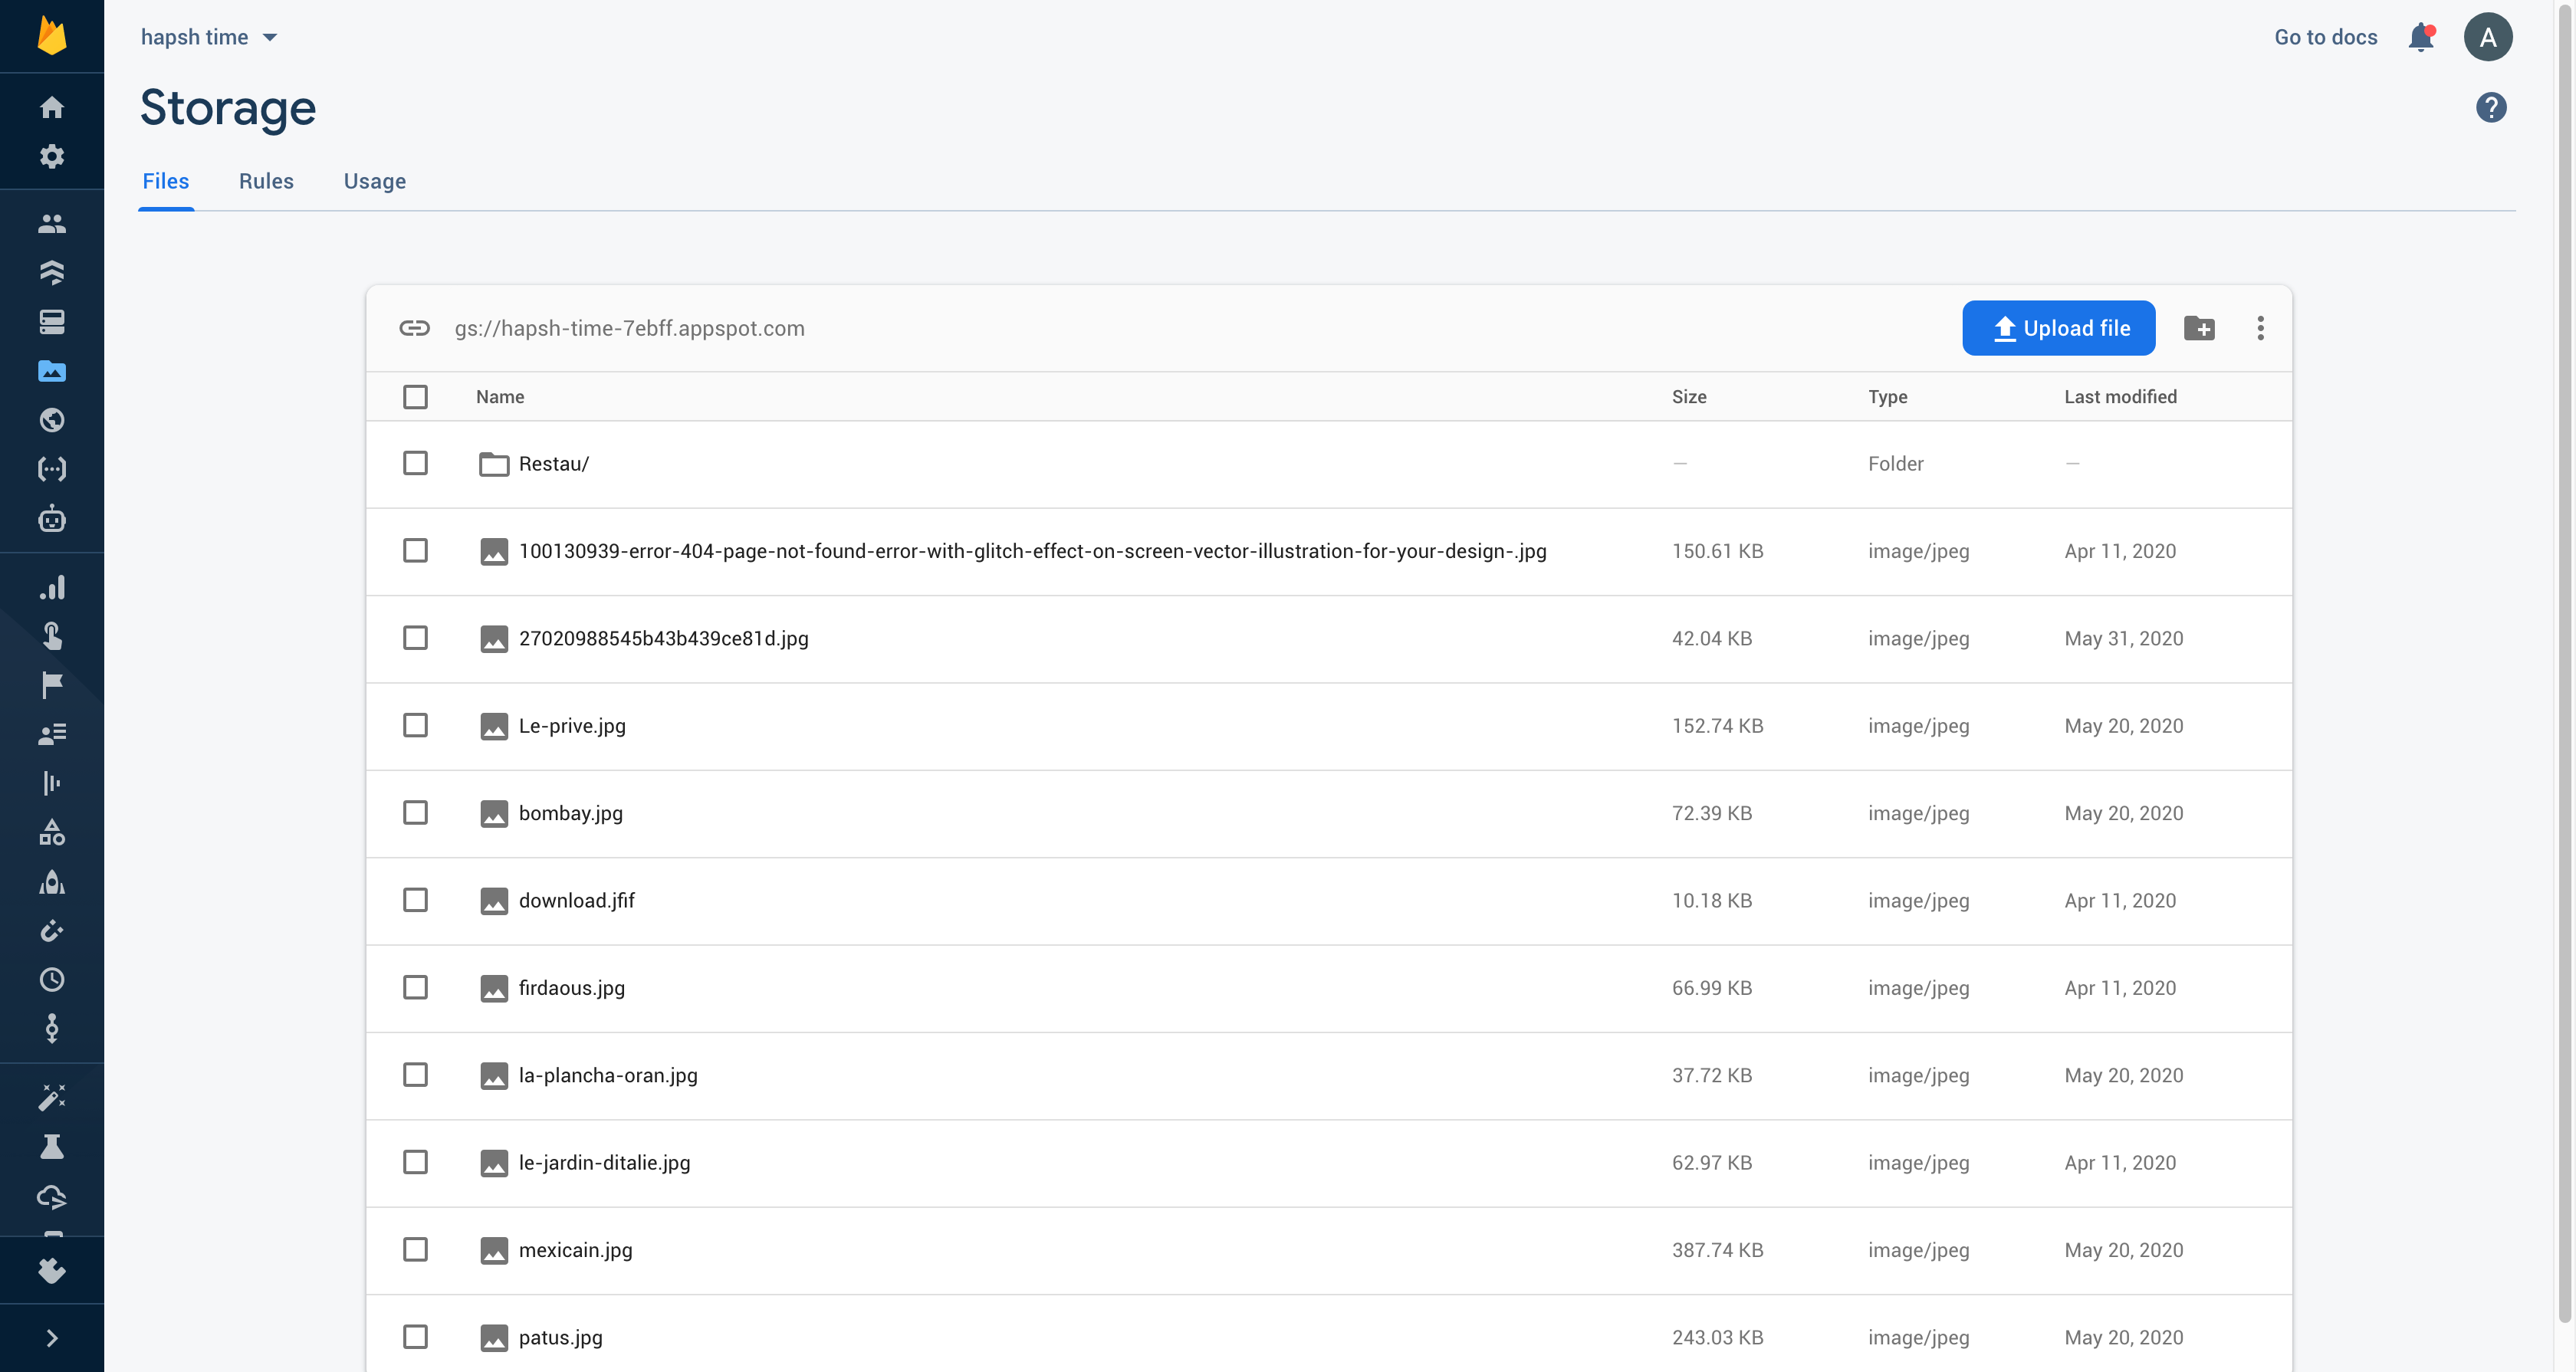 hapsh time
Go to docs
A
Storage
?
Files Rules Usage
gs://hapsh-time-7ebff.appspot.com
Upload file
Name Size Type Last modified
Restau/ — Folder —
100130939-error-404-page-not-found-error-with-glitch-effect-on-screen-vector-illustration-for-your-design-.jpg 150.61 KB image/jpeg Apr 11, 2020
27020988545b43b439ce81d.jpg 42.04 KB image/jpeg May 31, 2020
Le-prive.jpg 152.74 KB image/jpeg May 20, 2020
bombay.jpg 72.39 KB image/jpeg May 20, 2020
download.jfif 10.18 KB image/jpeg Apr 11, 2020
firdaous.jpg 66.99 KB image/jpeg Apr 11, 2020
la-plancha-oran.jpg 37.72 KB image/jpeg May 20, 2020
le-jardin-ditalie.jpg 62.97 KB image/jpeg Apr 11, 2020
mexicain.jpg 387.74 KB image/jpeg May 20, 2020
patus.jpg 243.03 KB image/jpeg May 20, 2020